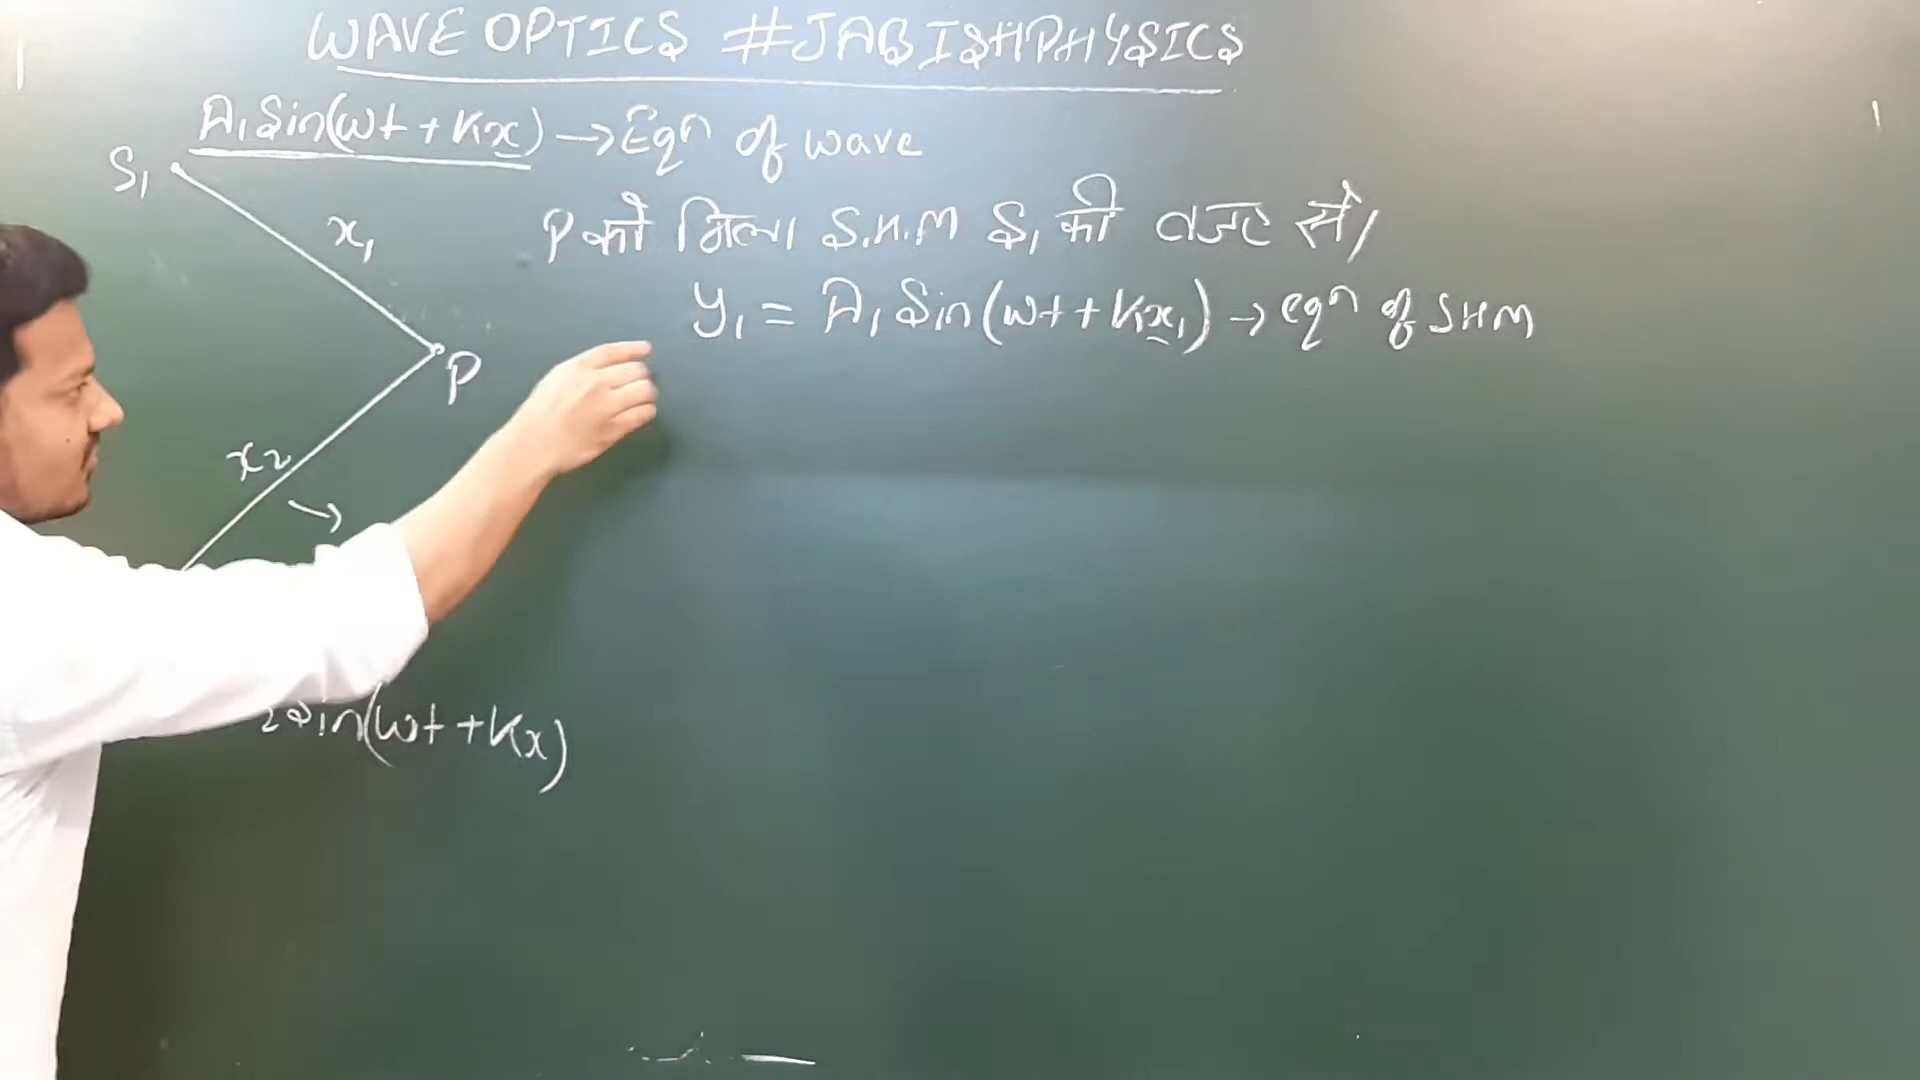 WAVE OPTICS #JABISHPHYSICS
A₁ Sin(ωt + Kx) → Eqn of wave
S₁
x₁
P को मिला S.H.M S₁ की वजह से।
y₁ = A₁ Sin(ωt + Kx₁) → eqn of SHM
P
x₂ →
₂ Sin(ωt + Kx)